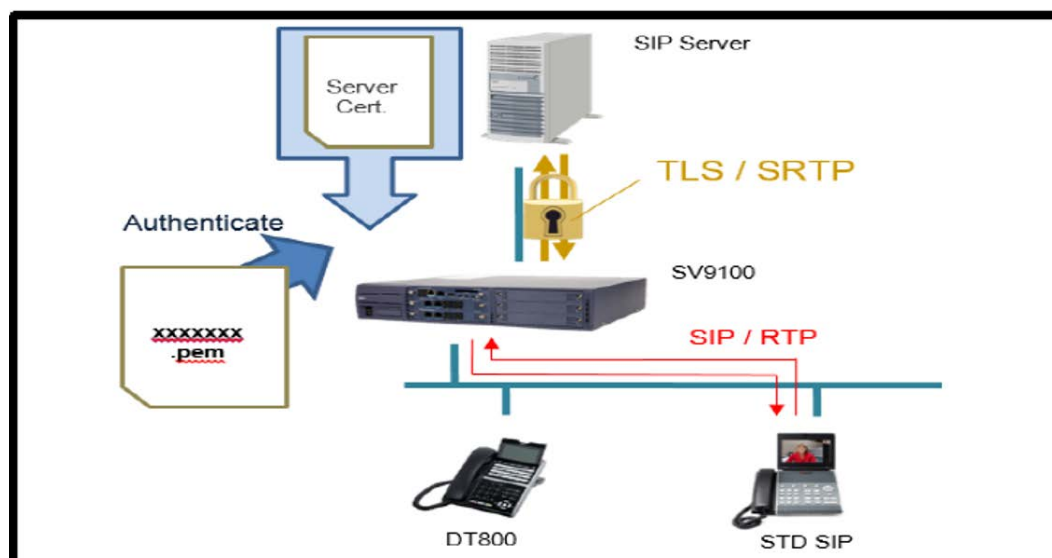 SIP Server
Server
Cert.
TLS / SRTP
Authenticate
SV9100
xxxxxxx
.pem
SIP / RTP
DT800
STD SIP